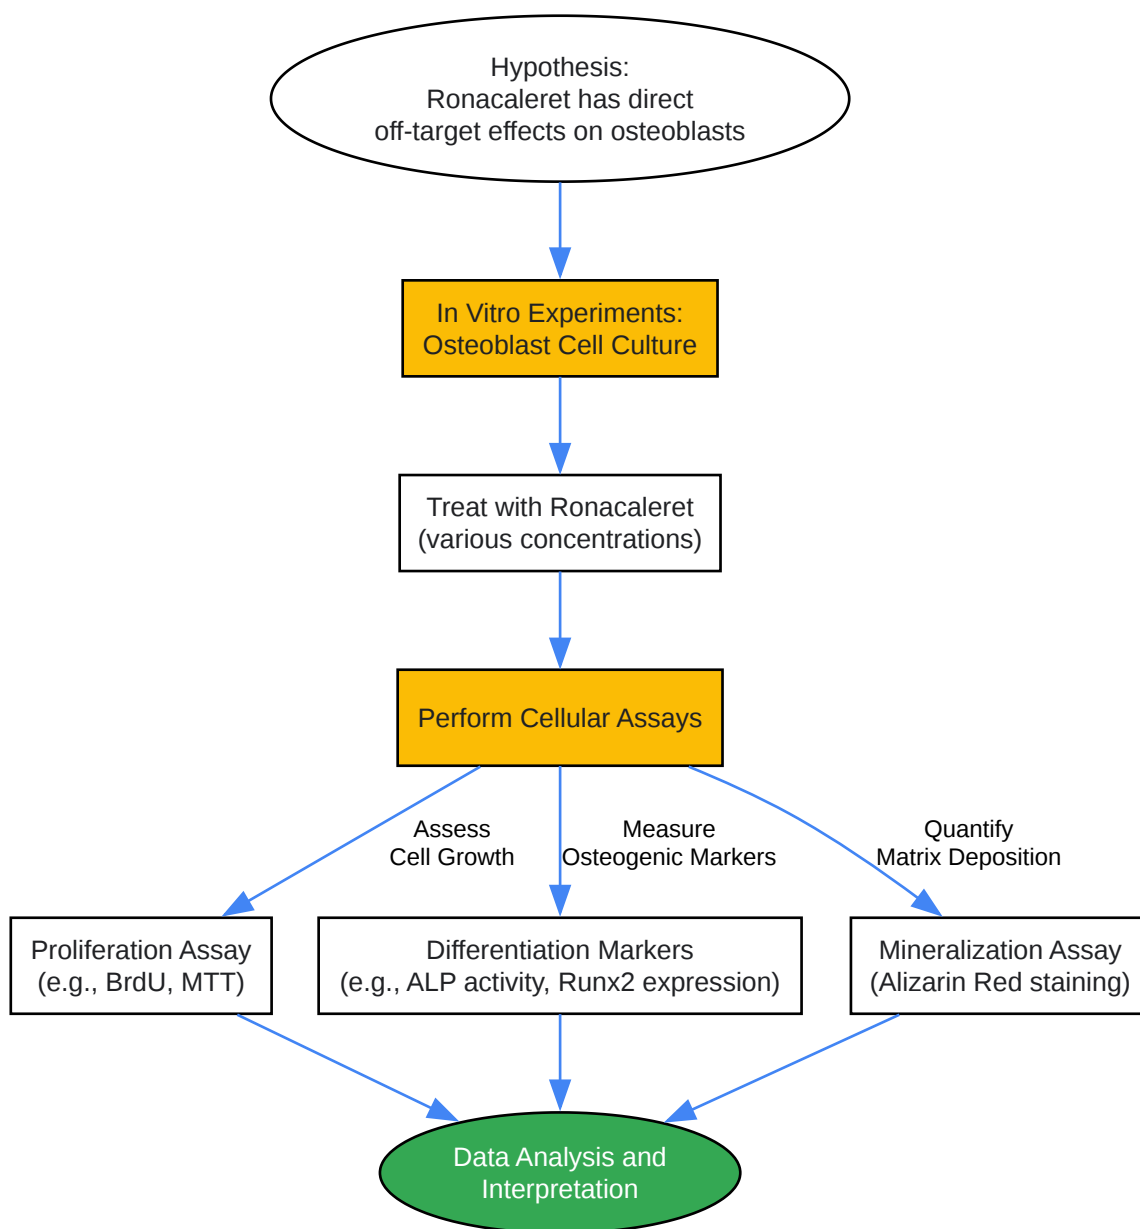 Hypothesis:
Ronacaleret has direct
off-target effects on osteoblasts
In Vitro Experiments:
Osteoblast Cell Culture
Treat with Ronacaleret
(various concentrations)
Perform Cellular Assays
Assess
Cell Growth
Measure
Osteogenic Markers
Quantify
Matrix Deposition
Proliferation Assay
(e.g., BrdU, MTT)
Differentiation Markers
(e.g., ALP activity, Runx2 expression)
Mineralization Assay
(Alizarin Red staining)
Data Analysis and
Interpretation